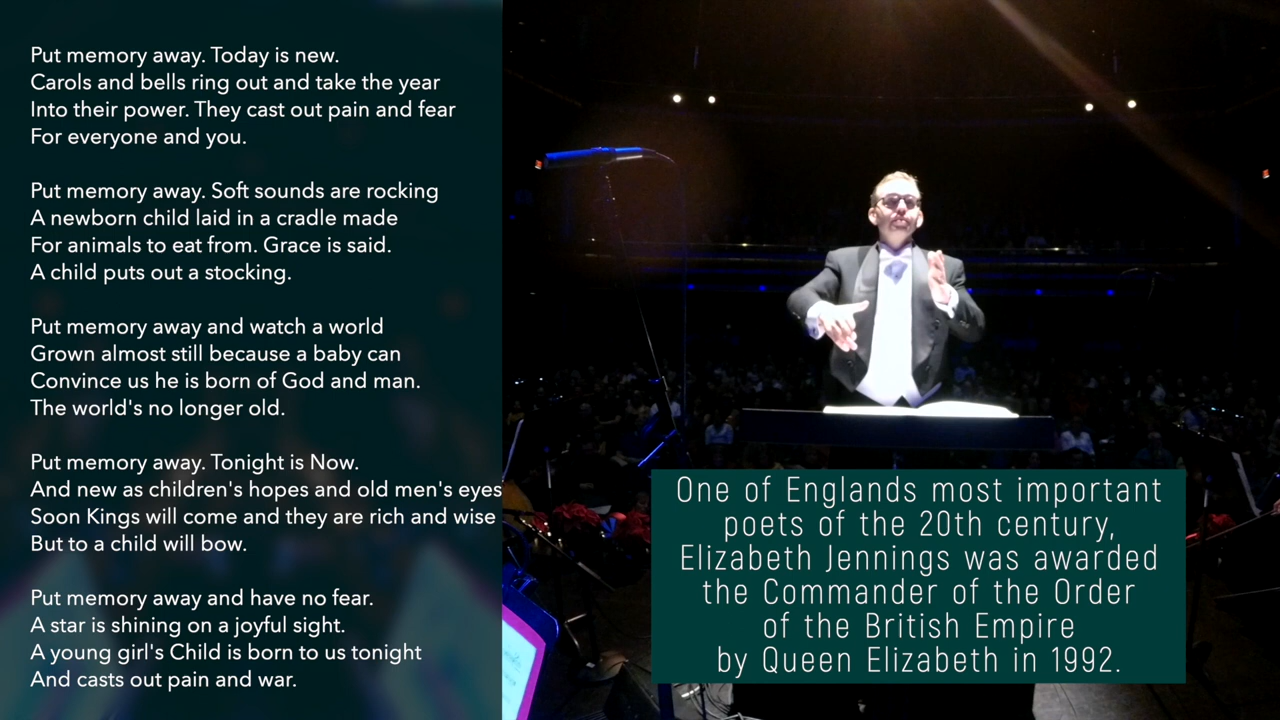 Put memory away. Today is new.
Carols and bells ring out and take the year
Into their power. They cast out pain and fear
For everyone and you.
Put memory away. Soft sounds are rocking
A newborn child laid in a cradle made
For animals to eat from. Grace is said.
A child puts out a stocking.
Put memory away and watch a world
Grown almost still because a baby can
Convince us he is born of God and man.
The world's no longer old.
Put memory away. Tonight is Now.
And new as children's hopes and old men's eyes
Soon Kings will come and they are rich and wise
But to a child will bow.
Put memory away and have no fear.
A star is shining on a joyful sight.
A young girl's Child is born to us tonight
And casts out pain and war.
One of Englands most important
poets of the 20th century,
Elizabeth Jennings was awarded
the Commander of the Order
of the British Empire
by Queen Elizabeth in 1992.